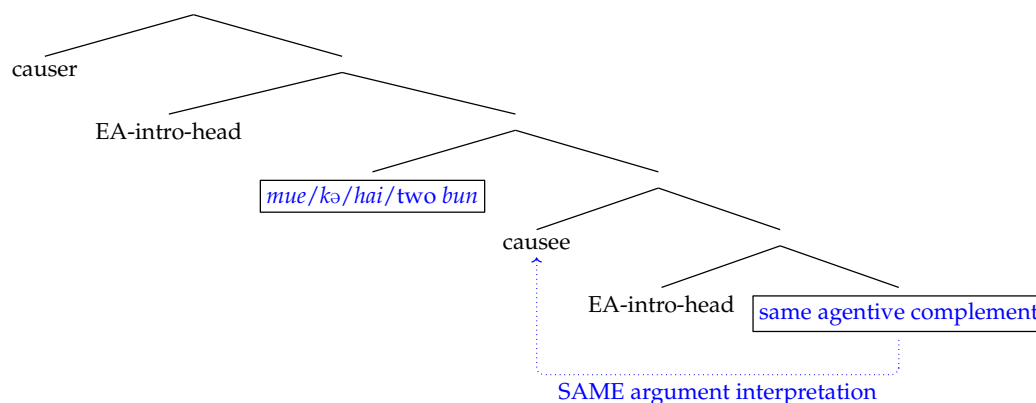 causer
EA-intro-head
mue/kə/hai/two bun
causee
EA-intro-head
same agentive complement
SAME argument interpretation